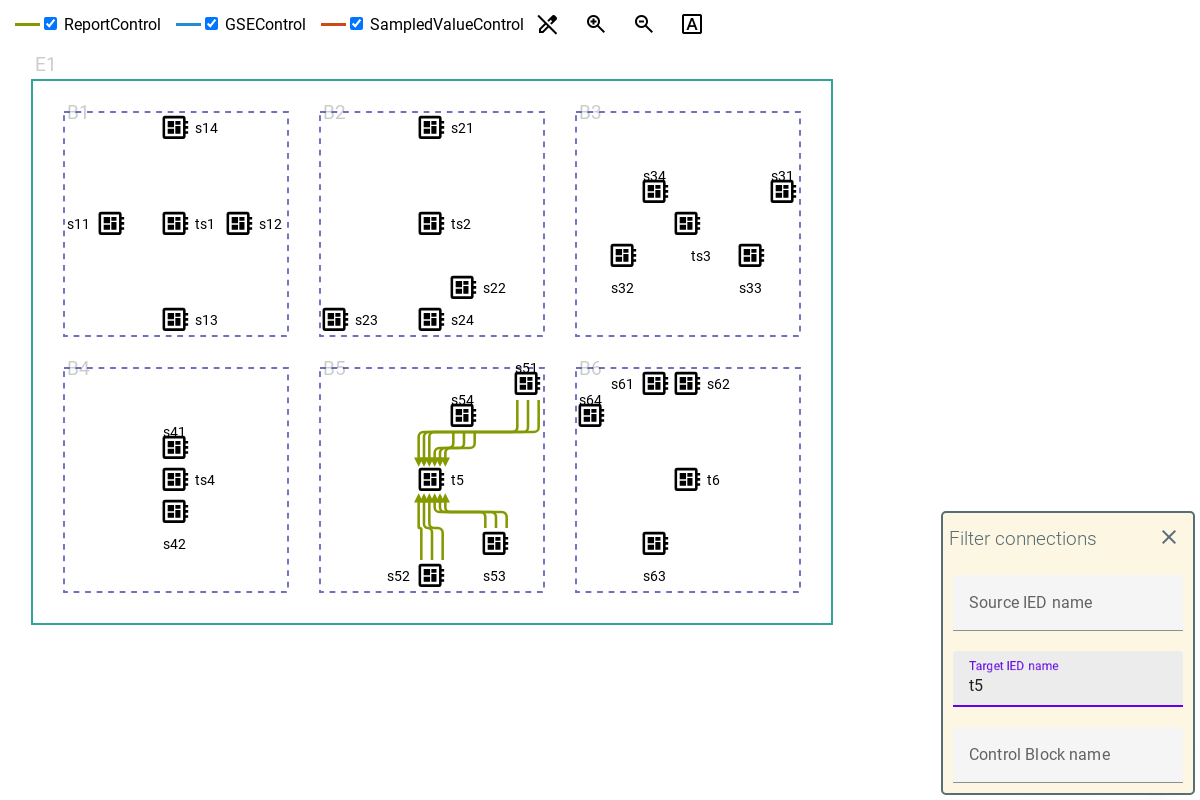 ReportControl GSEControl SampledValueControl A
E1
B1 B2 B3
s14 s21
s34 s31
s11 ts1 s12 ts2
ts3
s22 s32 s33
s13 s23 s24
B4 B5 s51 B6
s61 s62
s54 s64
s41
ts4 t5 t6
s42
s52 s53 s63
Filter connections
Source IED name
Target IED name
t5
Control Block name